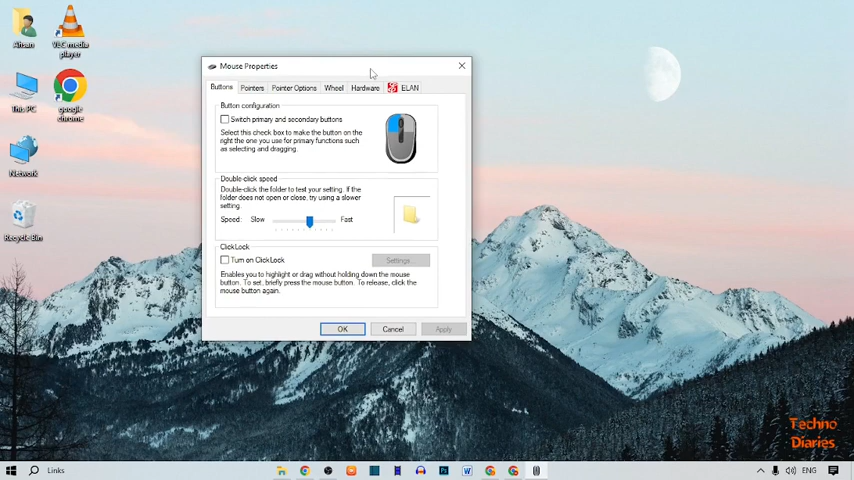 Ahsan
VLC media
player
This PC
google
chrome
Network
Recycle Bin
Mouse Properties
Buttons Pointers Pointer Options Wheel Hardware ELAN
Button configuration
Switch primary and secondary buttons
Select this check box to make the button on the
right the one you use for primary functions such
as selecting and dragging.
Double-click speed
Double-click the folder to test your setting. If the
folder does not open or close, try using a slower
setting.
Speed: Slow Fast
ClickLock
Turn on ClickLock Settings
Enables you to highlight or drag without holding down the mouse
button. To set, briefly press the mouse button. To release, click the
mouse button again.
OK Cancel Apply
Techno
Diaries
Links
ENG